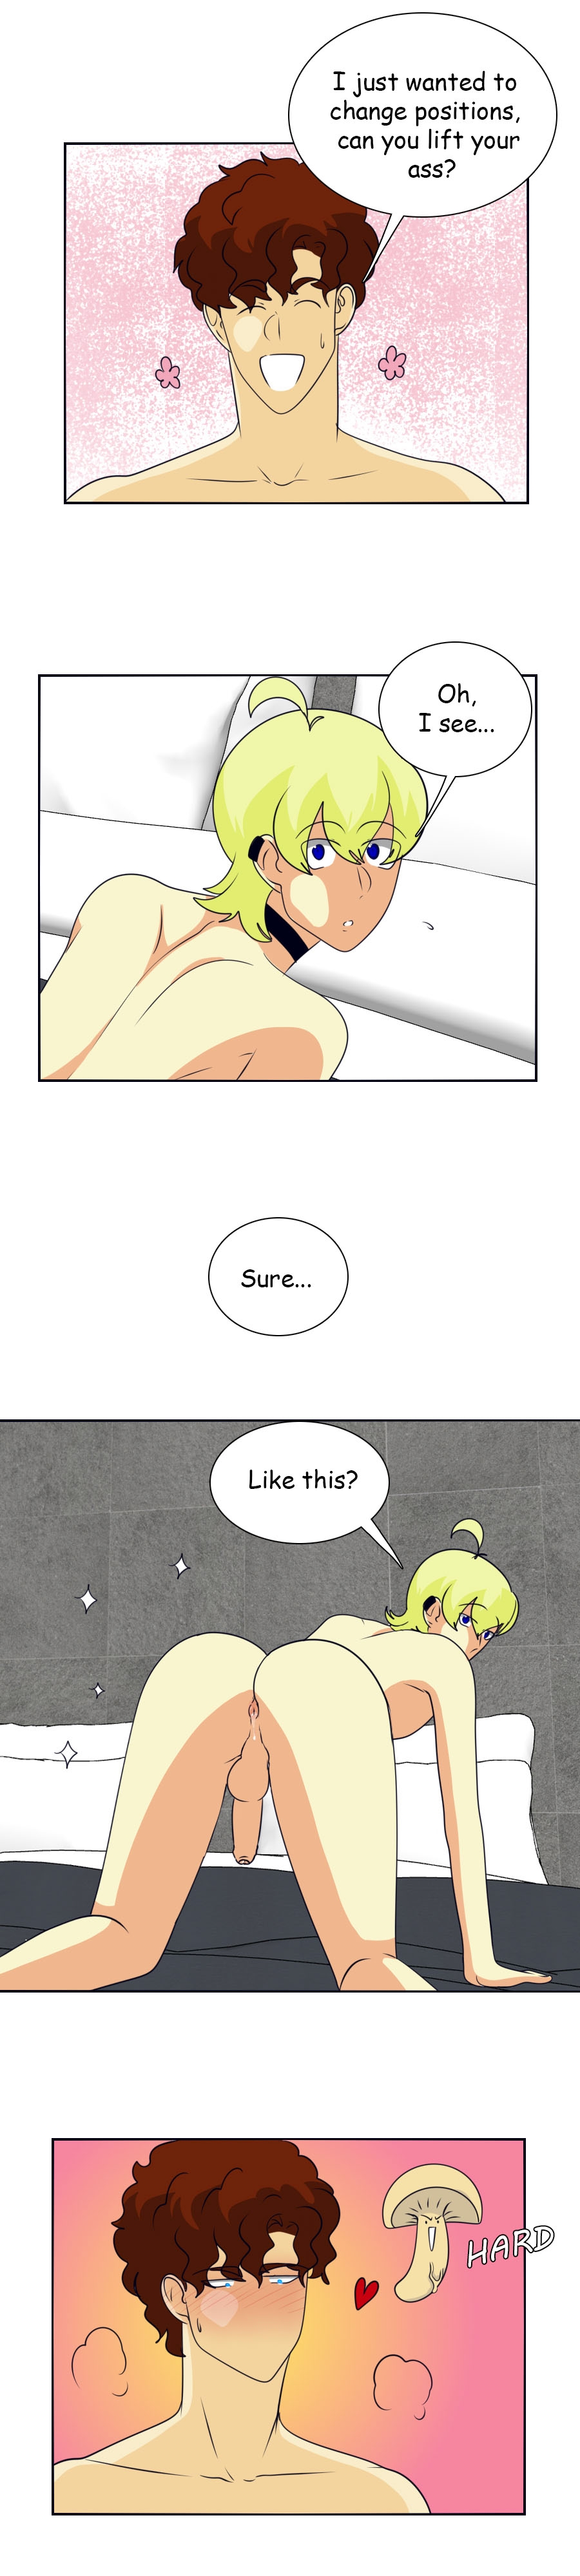 I just wanted to
change positions,
can you lift your
ass?
Oh,
I see...
Sure...
Like this?
HARD